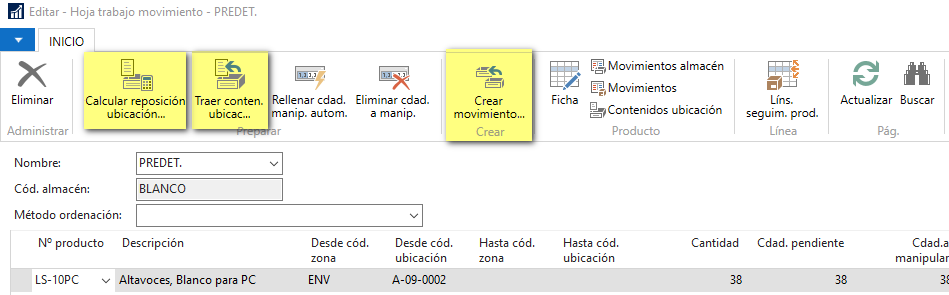 Editar - Hoja trabajo movimiento - PREDET.
INICIO
Eliminar
Calcular reposición
ubicación...
Traer conten.
ubicac...
Rellenar cdad.
manip. autom.
Eliminar cdad.
a manip.
Crear
movimiento...
Ficha
Movimientos almacén
Movimientos
Contenidos ubicación
Líns.
seguim. prod.
Actualizar
Buscar
Administrar
Preparar
Crear
Producto
Línea
Pág.
Nombre:
PREDET.
Cód. almacén:
BLANCO
Método ordenación:
Nº producto
Descripción
Desde cód.
zona
Desde cód.
ubicación
Hasta cód.
zona
Hasta cód.
ubicación
Cantidad
Cdad. pendiente
Cdad.a
manipular
LS-10PC
Altavoces, Blanco para PC
ENV
A-09-0002
38
38
38